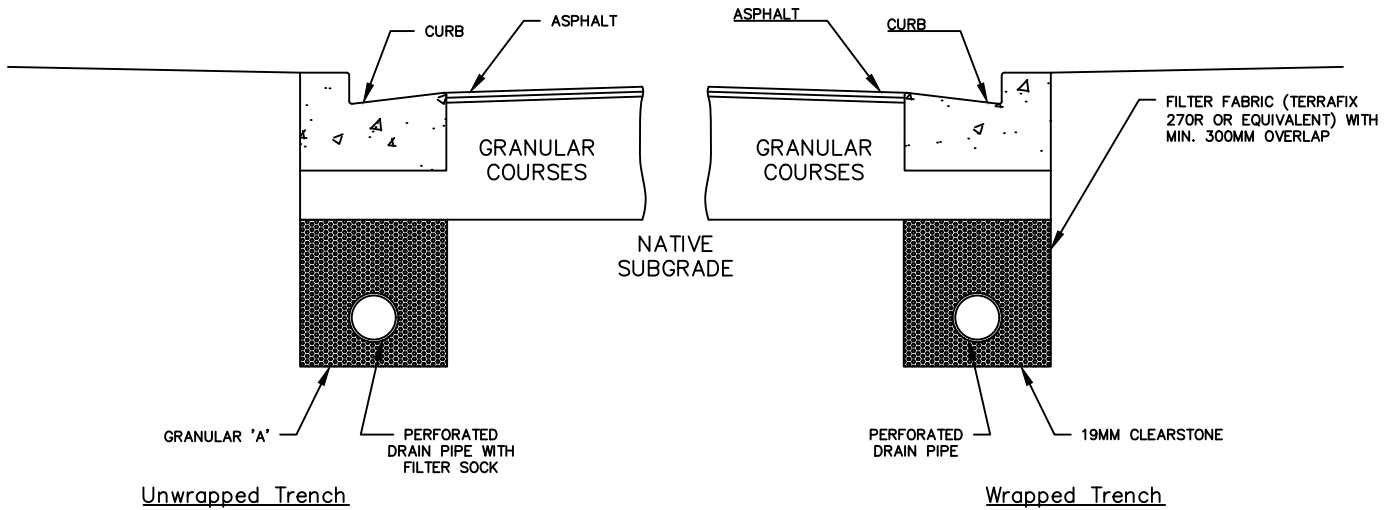 CURB
ASPHALT
ASPHALT
CURB
FILTER FABRIC (TERRAFIX
270R OR EQUIVALENT) WITH
MIN. 300MM OVERLAP
GRANULAR
COURSES
GRANULAR
COURSES
NATIVE
SUBGRADE
GRANULAR 'A'
PERFORATED
DRAIN PIPE WITH
FILTER SOCK
PERFORATED
DRAIN PIPE
19MM CLEARSTONE
Unwrapped Trench
Wrapped Trench